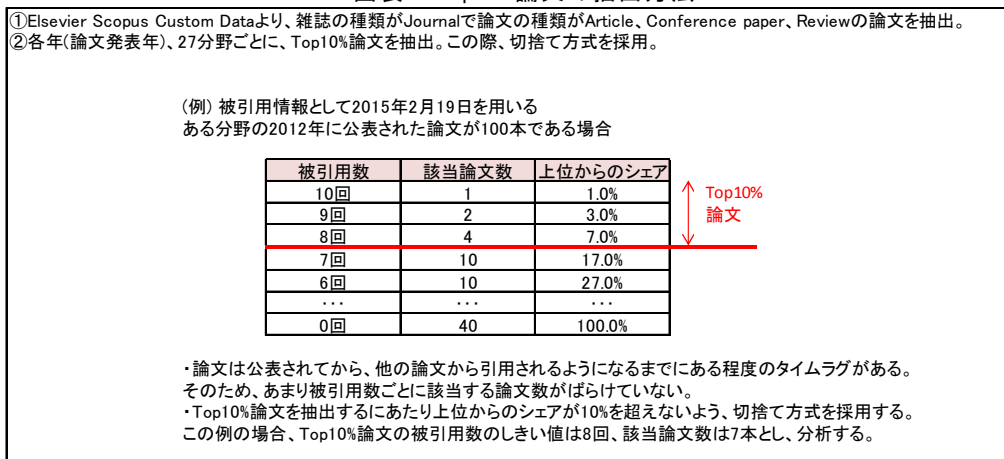 ①Elsevier Scopus Custom Dataより、雑誌の種類がJournalで論文の種類がArticle、Conference paper、Reviewの論文を抽出。
②各年(論文発表年)、27分野ごとに、Top10%論文を抽出。この際、切捨て方式を採用。
(例) 被引用情報として2015年2月19日を用いる
ある分野の2012年に公表された論文が100本である場合
被引用数 該当論文数 上位からのシェア
10回 1 1.0%
9回 2 3.0%
8回 4 7.0%
7回 10 17.0%
6回 10 27.0%
・・・ ・・・ ・・・
0回 40 100.0%
Top10%
論文
・論文は公表されてから、他の論文から引用されるようになるまでにある程度のタイムラグがある。
そのため、あまり被引用数ごとに該当する論文数がばらけていない。
・Top10%論文を抽出するにあたり上位からのシェアが10%を超えないよう、切捨て方式を採用する。
この例の場合、Top10%論文の被引用数のしきい値は8回、該当論文数は7本とし、分析する。